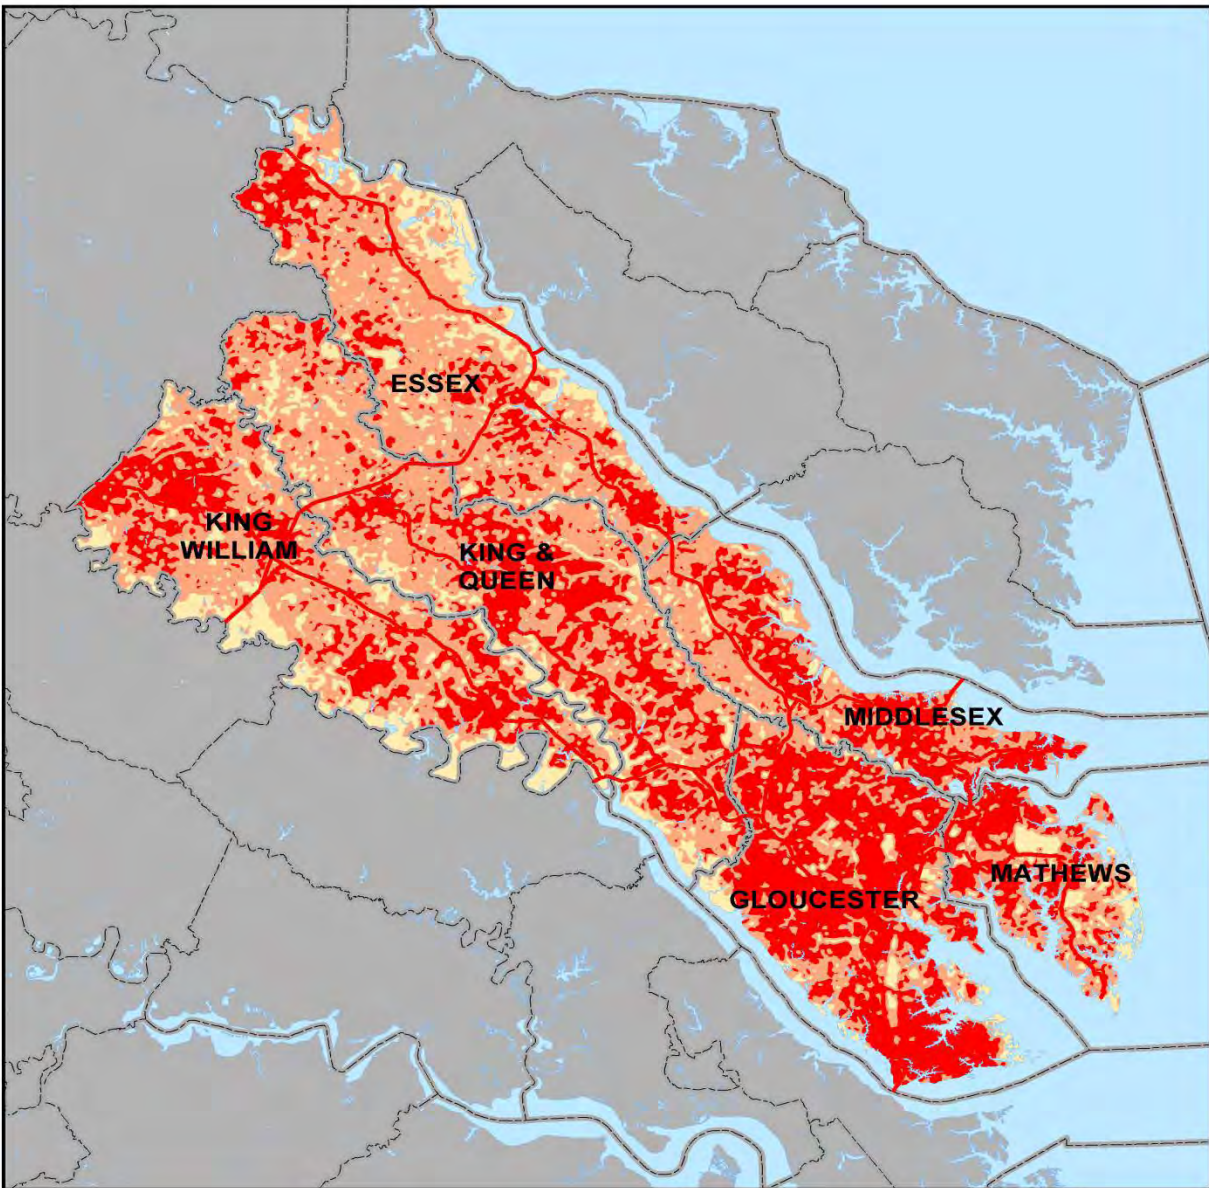 ESSEX
KING
WILLIAM
KING &
QUEEN
MIDDLESEX
MATHEWS
GLOUCESTER